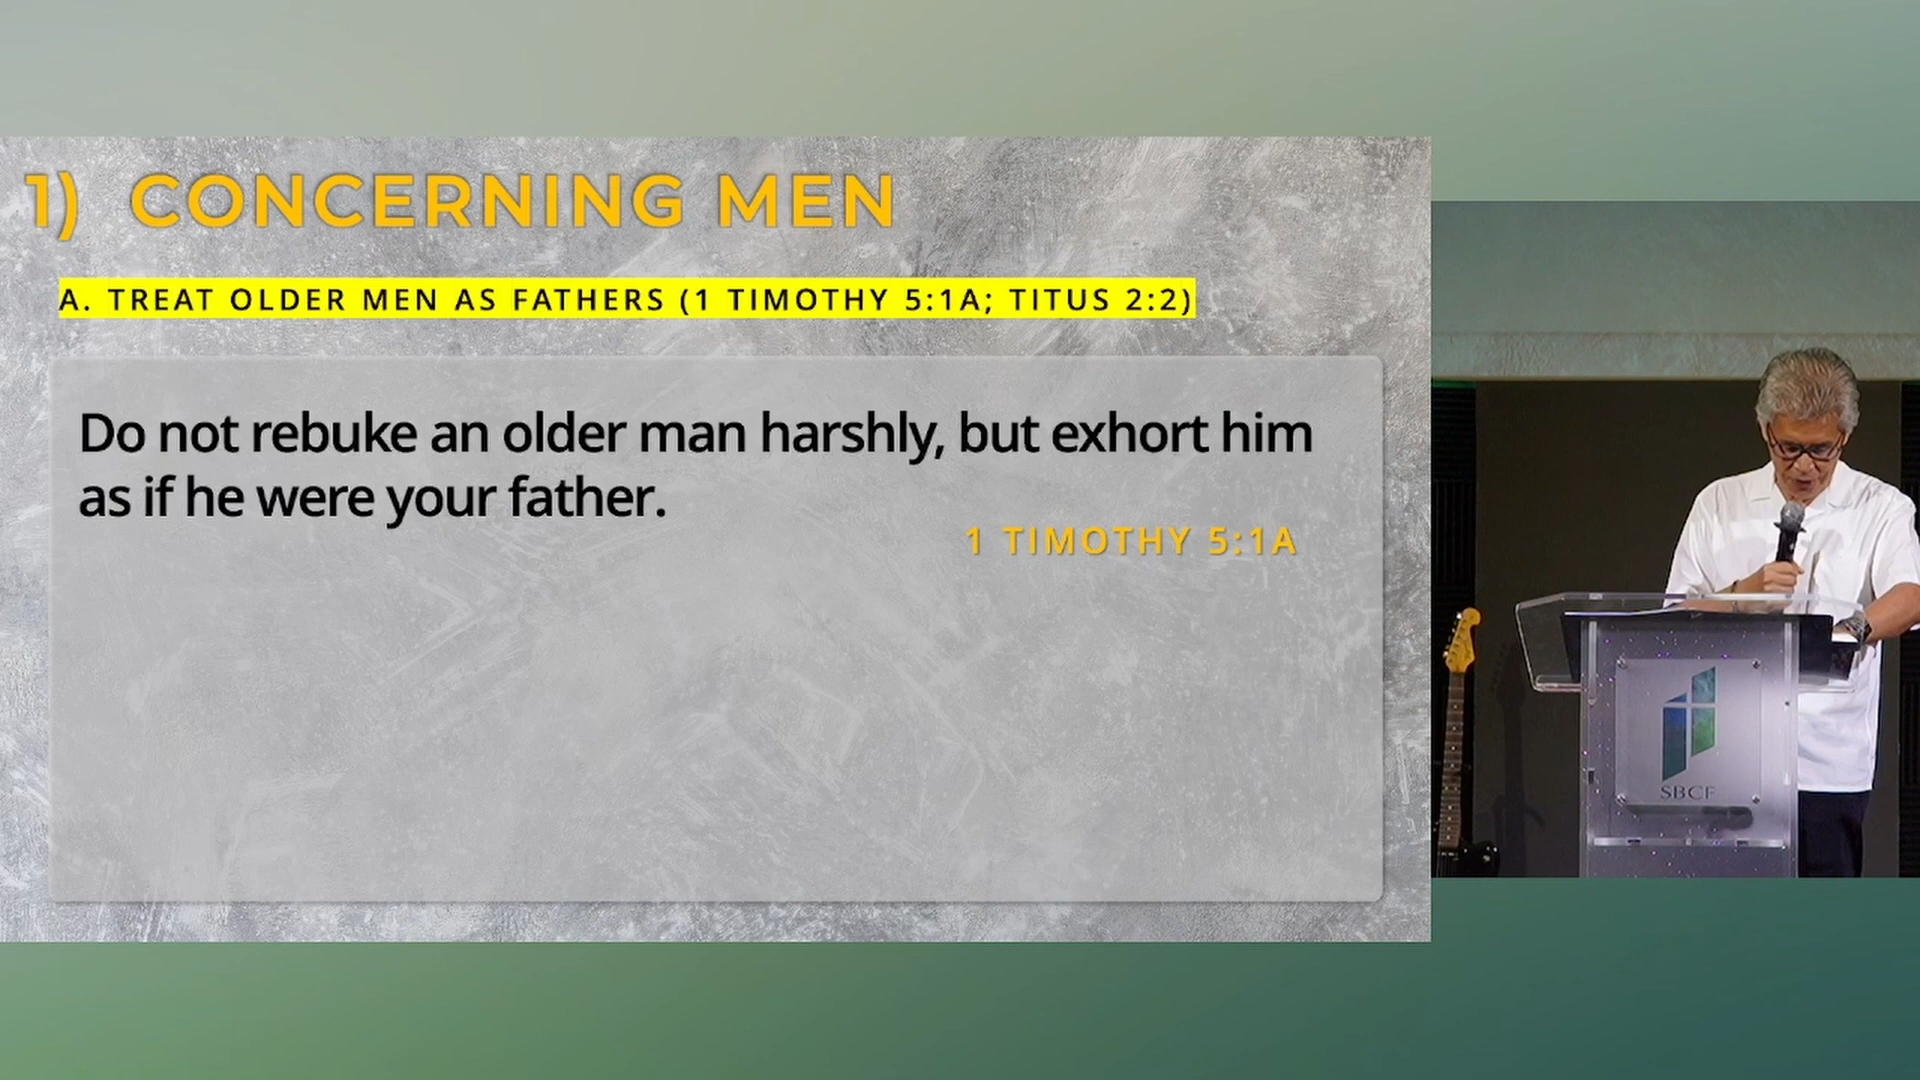 1) CONCERNING MEN
A. TREAT OLDER MEN AS FATHERS (1 TIMOTHY 5:1A; TITUS 2:2)
Do not rebuke an older man harshly, but exhort him
as if he were your father.
1 TIMOTHY 5:1A
SBCF